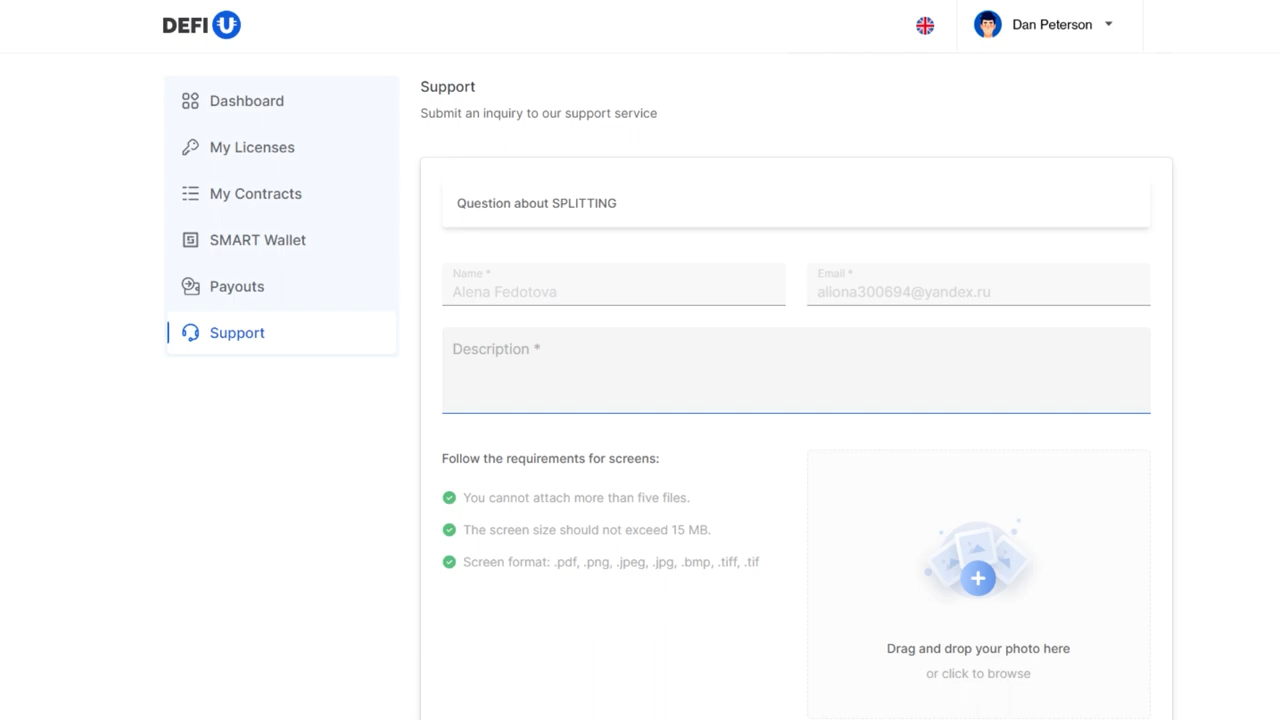 DEFI U
Dan Peterson
Dashboard
My Licenses
My Contracts
SMART Wallet
Payouts
Support
Support
Submit an inquiry to our support service
Question about SPLITTING
Name *
Alena Fedotova
Email *
aliona300694@yandex.ru
Description *
Follow the requirements for screens:
You cannot attach more than five files.
The screen size should not exceed 15 MB.
Screen format: .pdf, .png, .jpeg, .jpg, .bmp, .tiff, .tif
Drag and drop your photo here
or click to browse